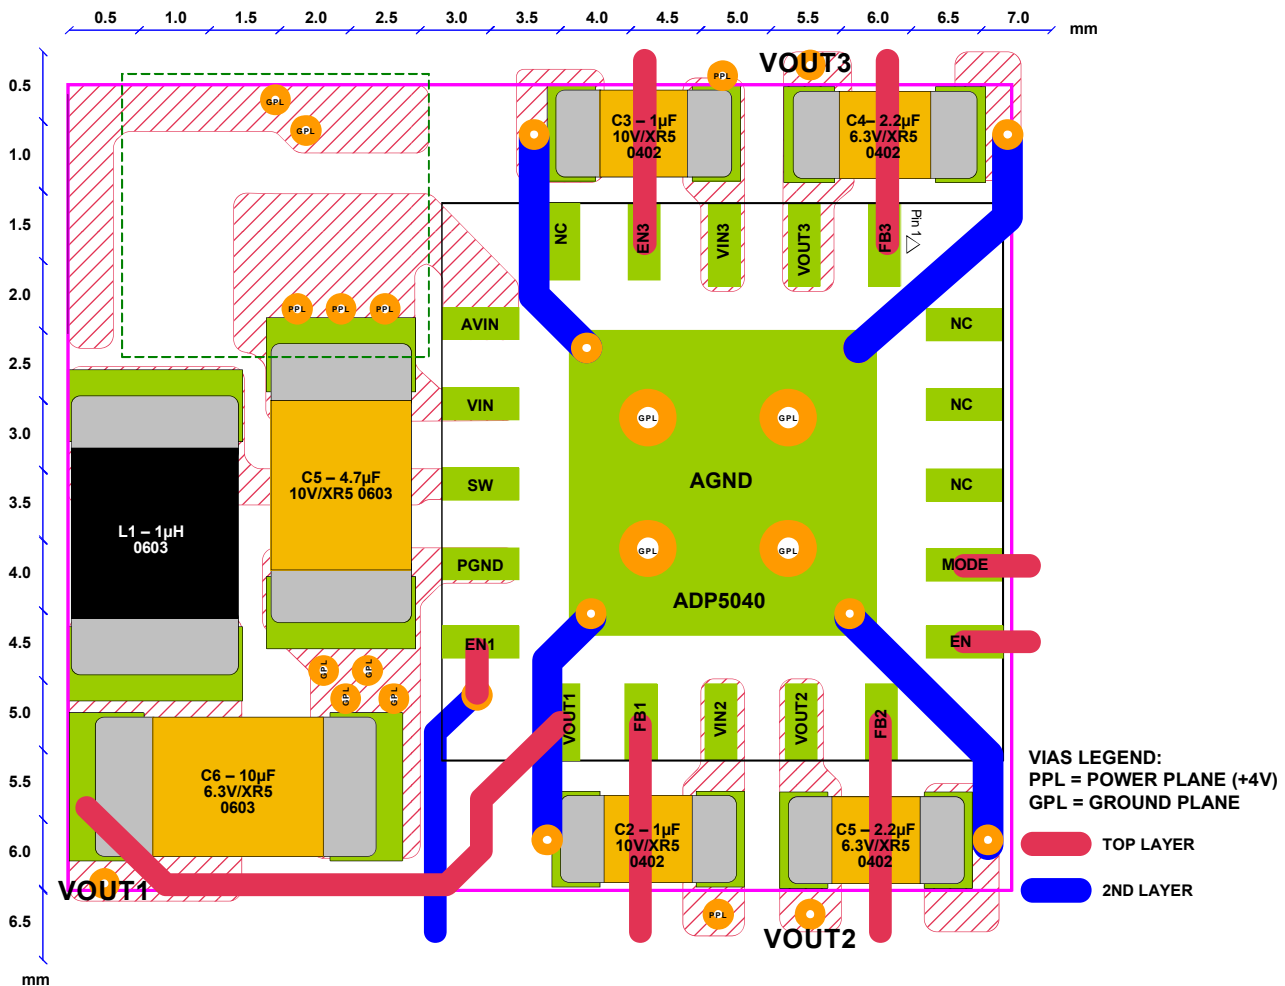 0.5 1.0 1.5 2.0 2.5 3.0 3.5 4.0 4.5 5.0 5.5 6.0 6.5 7.0 mm
VOUT3
PPL
0.5
GPL
GPL
C3 – 1µF
10V/XR5
0402
C4– 2.2µF
6.3V/XR5
0402
1.0
1.5
NC
EN3
VIN3
VOUT3
FB3
Pin 1
2.0
PPL PPL PPL
AVIN
NC
2.5
VIN
NC
3.0
GPL GPL
C5 – 4.7µF
10V/XR5 0603
SW
AGND
NC
3.5
L1 – 1µH
0603
GPL GPL
4.0
PGND
MODE
ADP5040
4.5
EN1
EN
GPL GPL
GPL GPL
5.0
VOUT1
FB1
VIN2
VOUT2
FB2
5.5
C6 – 10µF
6.3V/XR5
0603
VIAS LEGEND:
PPL = POWER PLANE (+4V)
GPL = GROUND PLANE
6.0
C2 – 1µF
10V/XR5
0402
C5 – 2.2µF
6.3V/XR5
0402
TOP LAYER
VOUT1
2ND LAYER
6.5
PPL
VOUT2
mm